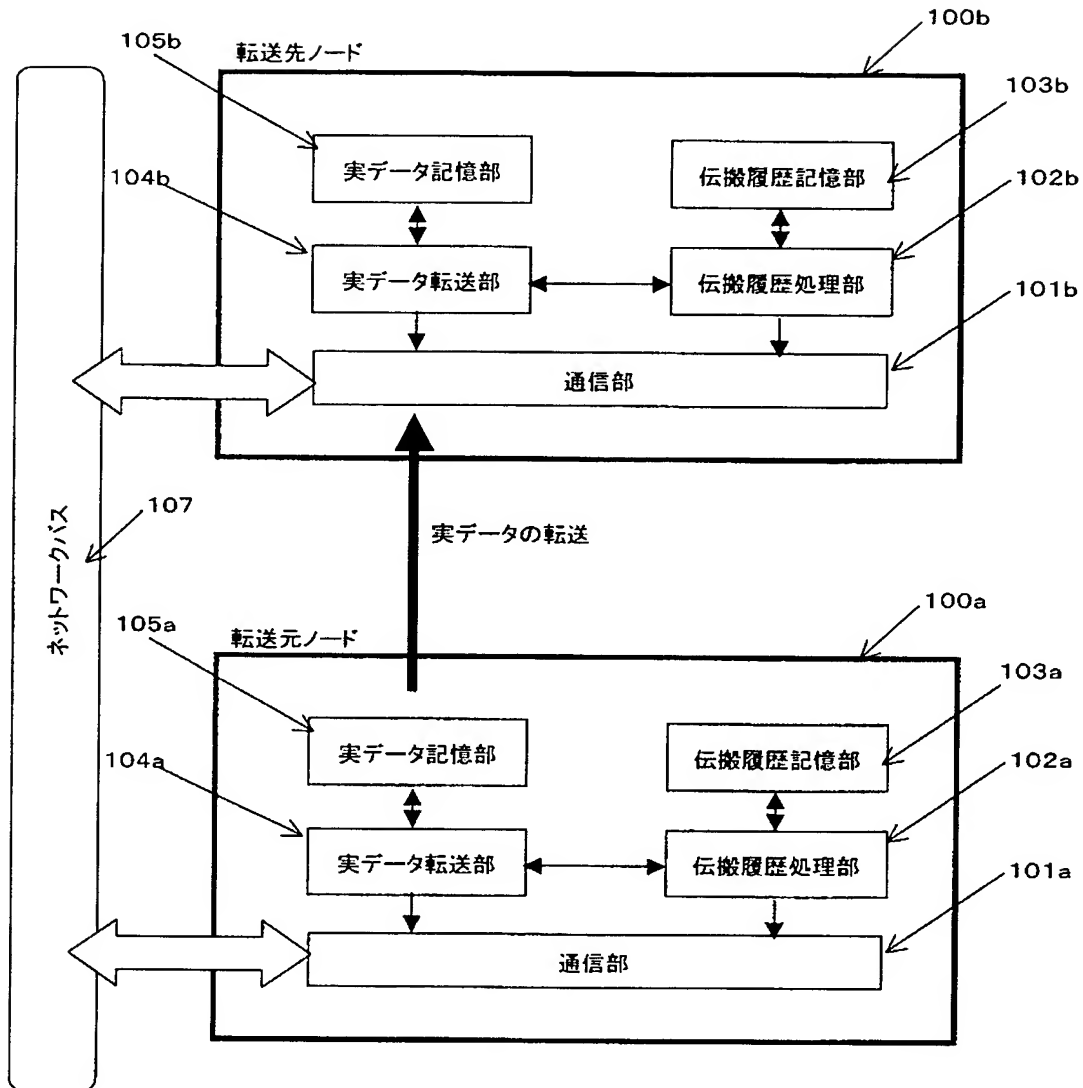 105b
転送先ノード
100b
103b
実データ記憶部
伝搬履歴記憶部
104b
102b
実データ転送部
伝搬履歴処理部
101b
通信部
107
ネットワークバス
実データの転送
105a
転送元ノード
100a
103a
実データ記憶部
伝搬履歴記憶部
104a
102a
実データ転送部
伝搬履歴処理部
101a
通信部